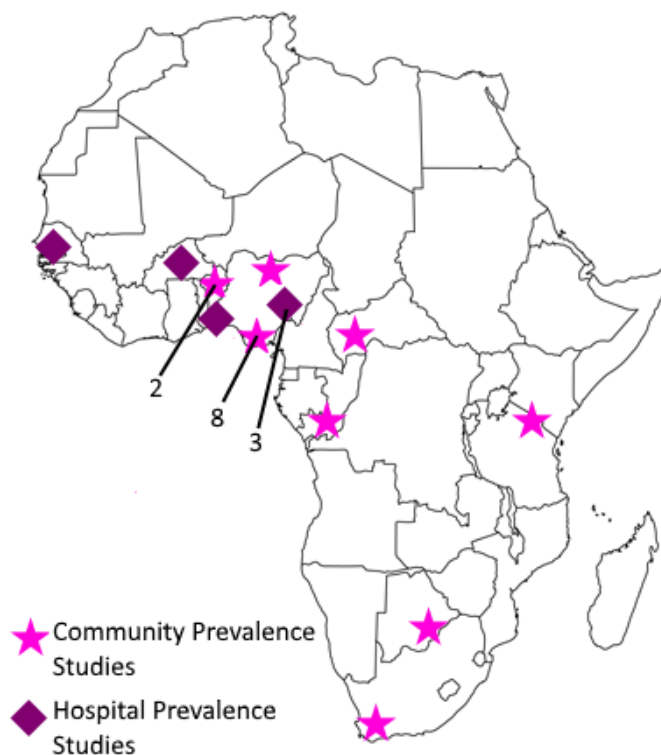 2
8
3
Community Prevalence
Studies
Hospital Prevalence
Studies